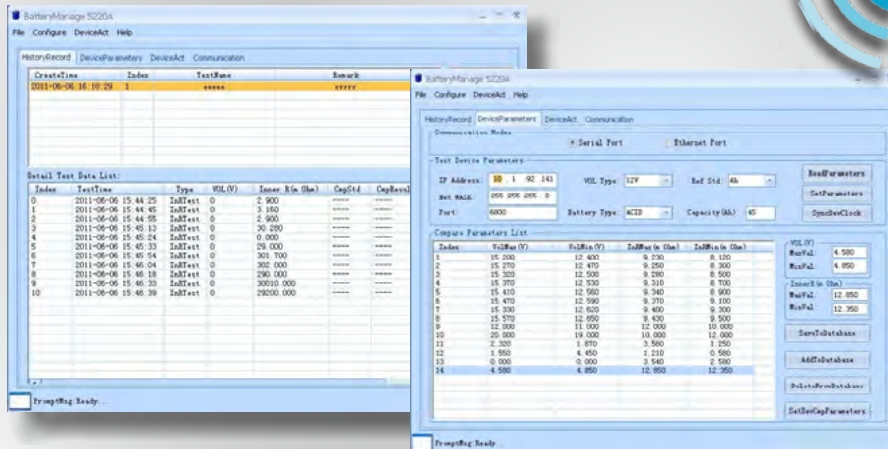 BatteryManage 5220A
File Configure DeviceAct Help
HistoryRecord DeviceParameters DeviceAct Communication
CreateTime Index TestName Remark
2011-06-06 16:10:29 1 ***** *****
Detail Test Data List:
Index TestTime Type VOL(V) Inner R(m Ohm) CmpStd CmpResul
0 2011-06-06 15:44:25 InRTest 0 2.900 ----- -----
1 2011-06-06 15:44:45 InRTest 0 3.160 ----- -----
2 2011-06-06 15:44:55 InRTest 0 2.900 ----- -----
3 2011-06-06 15:45:13 InRTest 0 30.280 ----- -----
4 2011-06-06 15:45:24 InRTest 0 0.000 ----- -----
5 2011-06-06 15:45:33 InRTest 0 29.000 ----- -----
6 2011-06-06 15:45:54 InRTest 0 301.700 ----- -----
7 2011-06-06 15:46:04 InRTest 0 302.000 ----- -----
8 2011-06-06 15:46:18 InRTest 0 290.000 ----- -----
9 2011-06-06 15:46:33 InRTest 0 30010.000 ----- -----
10 2011-06-06 15:46:39 InRTest 0 29200.000 ----- -----
PromptMsg:Ready...
BatteryManage 5220A
File Configure DeviceAct Help
HistoryRecord DeviceParameters DeviceAct Communication
Communication Modes
Serial Port Ethernet Port
Test Device Parameters
IP Address: 10 . 1 . 92 .141 VOL Type: 12V Ref Std: Ah ReadParameters
Net MASK: 255 255 255 0 SetParameters
Port: 6000 Battery Type: ACID Capacity(Ah): 45 SyncDevClock
Compare Parameters List
Index VolMax(V) VolMin(V) InRMax(m Ohm) InRMin(m Ohm)
1 15.200 12.400 9.230 8.120
2 15.270 12.470 9.250 8.300
3 15.320 12.500 9.280 8.500
4 15.370 12.530 9.310 8.700
5 15.410 12.560 9.340 8.900
6 15.470 12.590 9.370 9.100
7 15.330 12.620 9.400 9.300
8 15.570 12.650 9.430 9.500
9 12.000 11.000 12.000 10.000
10 20.000 19.000 10.000 12.000
11 2.320 1.870 3.580 1.250
12 1.550 4.450 1.210 0.580
13 0.000 0.000 3.540 2.580
14 4.580 4.850 12.850 12.350
VOL(V)
MaxVal: 4.580
MinVal: 4.850
InnerR(m Ohm)
MaxVal: 12.850
MinVal: 12.350
SaveToDatabase
AddToDatabase
DeleteFromDatabase
SetDevCmpParameters
PromptMsg:Ready...